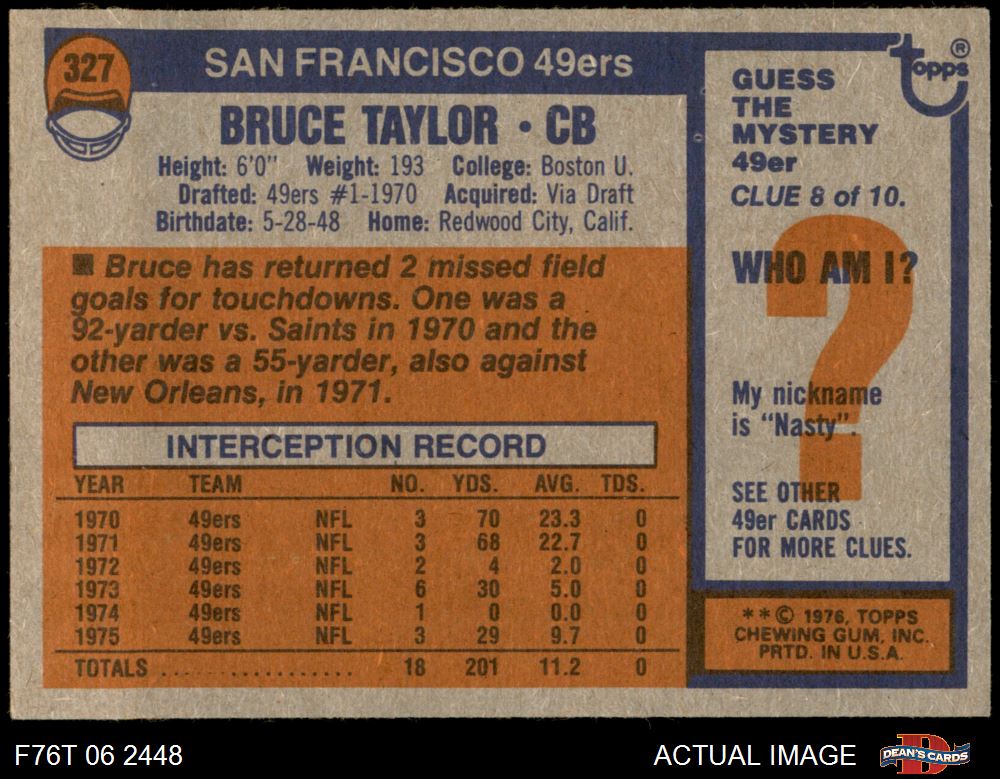 327
SAN FRANCISCO 49ers
BRUCE TAYLOR • CB
Height: 6'0" Weight: 193 College: Boston U.
Drafted: 49ers #1-1970 Acquired: Via Draft
Birthdate: 5-28-48 Home: Redwood City, Calif.
■ Bruce has returned 2 missed field
goals for touchdowns. One was a
92-yarder vs. Saints in 1970 and the
other was a 55-yarder, also against
New Orleans, in 1971.
INTERCEPTION RECORD
YEAR TEAM NO. YDS. AVG. TDS.
1970 49ers NFL 3 70 23.3 0
1971 49ers NFL 3 68 22.7 0
1972 49ers NFL 2 4 2.0 0
1973 49ers NFL 6 30 5.0 0
1974 49ers NFL 1 0 0.0 0
1975 49ers NFL 3 29 9.7 0
TOTALS ................. 18 201 11.2 0
Topps ®
GUESS
THE
MYSTERY
49er
CLUE 8 of 10.
WHO AM I?
?
My nickname
is "Nasty".
SEE OTHER
49er CARDS
FOR MORE CLUES.
**© 1976, TOPPS
CHEWING GUM, INC.
PRTD. IN U.S.A.
F76T 06 2448
ACTUAL IMAGE
DEAN'S CARDS